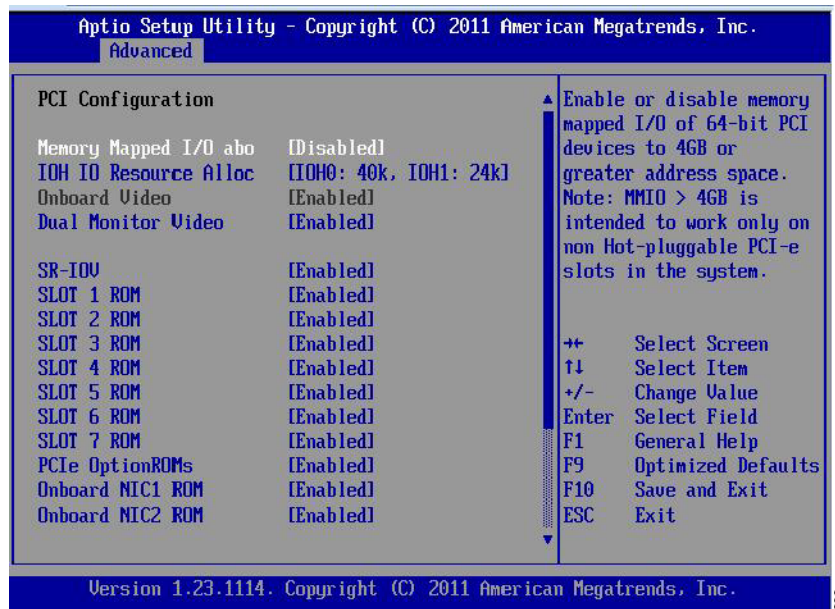 Aptio Setup Utility - Copyright (C) 2011 American Megatrends, Inc.
Advanced
PCI Configuration
Memory Mapped I/O abo [Disabled]
IOH IO Resource Alloc [IOH0: 40k, IOH1: 24k]
Onboard Video [Enabled]
Dual Monitor Video [Enabled]
SR-IOV [Enabled]
SLOT 1 ROM [Enabled]
SLOT 2 ROM [Enabled]
SLOT 3 ROM [Enabled]
SLOT 4 ROM [Enabled]
SLOT 5 ROM [Enabled]
SLOT 6 ROM [Enabled]
SLOT 7 ROM [Enabled]
PCIe OptionROMs [Enabled]
Onboard NIC1 ROM [Enabled]
Onboard NIC2 ROM [Enabled]
Enable or disable memory
mapped I/O of 64-bit PCI
devices to 4GB or
greater address space.
Note: MMIO > 4GB is
intended to work only on
non Hot-pluggable PCI-e
slots in the system.
→← Select Screen
↑↓ Select Item
+/- Change Value
Enter Select Field
F1 General Help
F9 Optimized Defaults
F10 Save and Exit
ESC Exit
Version 1.23.1114. Copyright (C) 2011 American Megatrends, Inc.